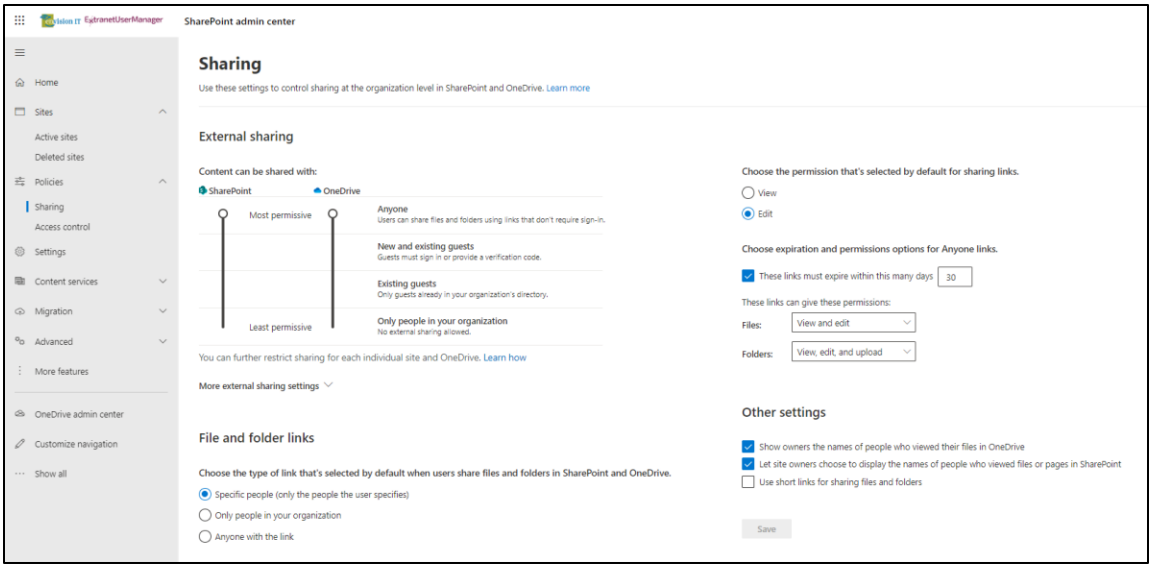 Envision IT ExtranetUserManager
SharePoint admin center
Home
Sites
Active sites
Deleted sites
Policies
Sharing
Access control
Settings
Content services
Migration
Advanced
More features
OneDrive admin center
Customize navigation
Show all
Sharing
Use these settings to control sharing at the organization level in SharePoint and OneDrive. Learn more
External sharing
Content can be shared with:
SharePoint
OneDrive
Most permissive
Anyone
Users can share files and folders using links that don't require sign-in.
New and existing guests
Guests must sign in or provide a verification code.
Existing guests
Only guests already in your organization's directory.
Least permissive
Only people in your organization
No external sharing allowed.
You can further restrict sharing for each individual site and OneDrive. Learn how
More external sharing settings
File and folder links
Choose the type of link that's selected by default when users share files and folders in SharePoint and OneDrive.
Specific people (only the people the user specifies)
Only people in your organization
Anyone with the link
Choose the permission that's selected by default for sharing links.
View
Edit
Choose expiration and permissions options for Anyone links.
These links must expire within this many days 30
These links can give these permissions:
Files: View and edit
Folders: View, edit, and upload
Other settings
Show owners the names of people who viewed their files in OneDrive
Let site owners choose to display the names of people who viewed files or pages in SharePoint
Use short links for sharing files and folders
Save